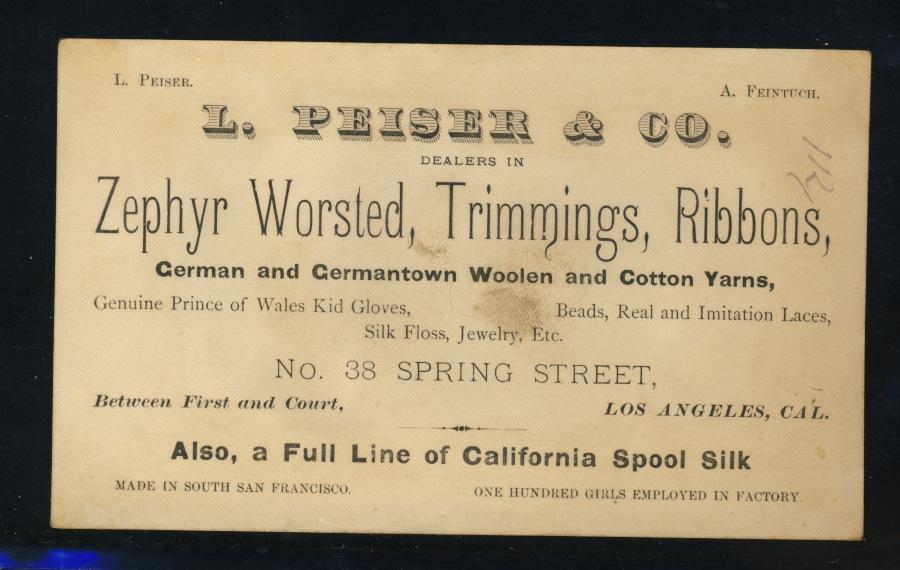 L. PEISER. A. FEINTUCH.
L. PEISER & CO.
DEALERS IN
Zephyr Worsted, Trimmings, Ribbons,
German and Germantown Woolen and Cotton Yarns,
Genuine Prince of Wales Kid Gloves, Beads, Real and Imitation Laces,
Silk Floss, Jewelry, Etc.
No. 38 SPRING STREET,
Between First and Court, LOS ANGELES, CAL.
Also, a Full Line of California Spool Silk
MADE IN SOUTH SAN FRANCISCO. ONE HUNDRED GIRLS EMPLOYED IN FACTORY.